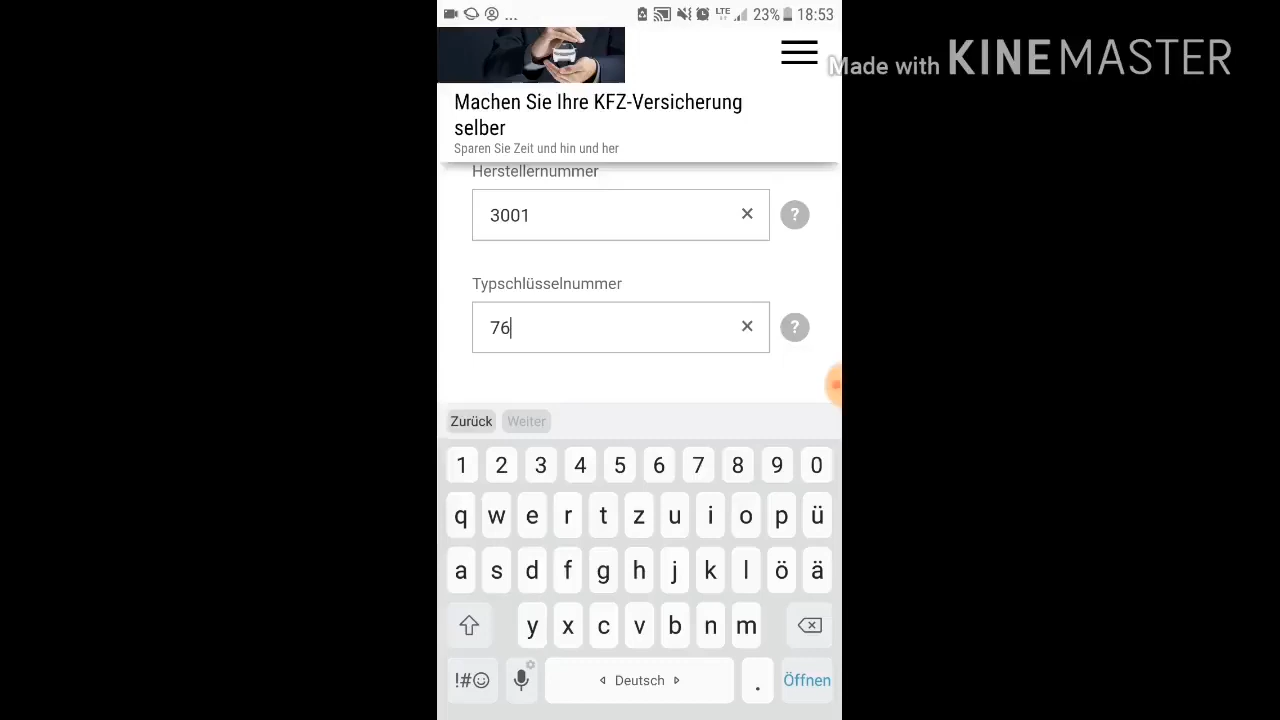 ... LTE 23% 18:53
Made with KINEMASTER
Machen Sie Ihre KFZ-Versicherung
selber
Sparen Sie Zeit und hin und her
Herstellernummer
3001 × ?
Typschlüsselnummer
76 × ?
Zurück Weiter
1 2 3 4 5 6 7 8 9 0
q w e r t z u i o p ü
a s d f g h j k l ö ä
y x c v b n m
!#☺ Deutsch . Öffnen